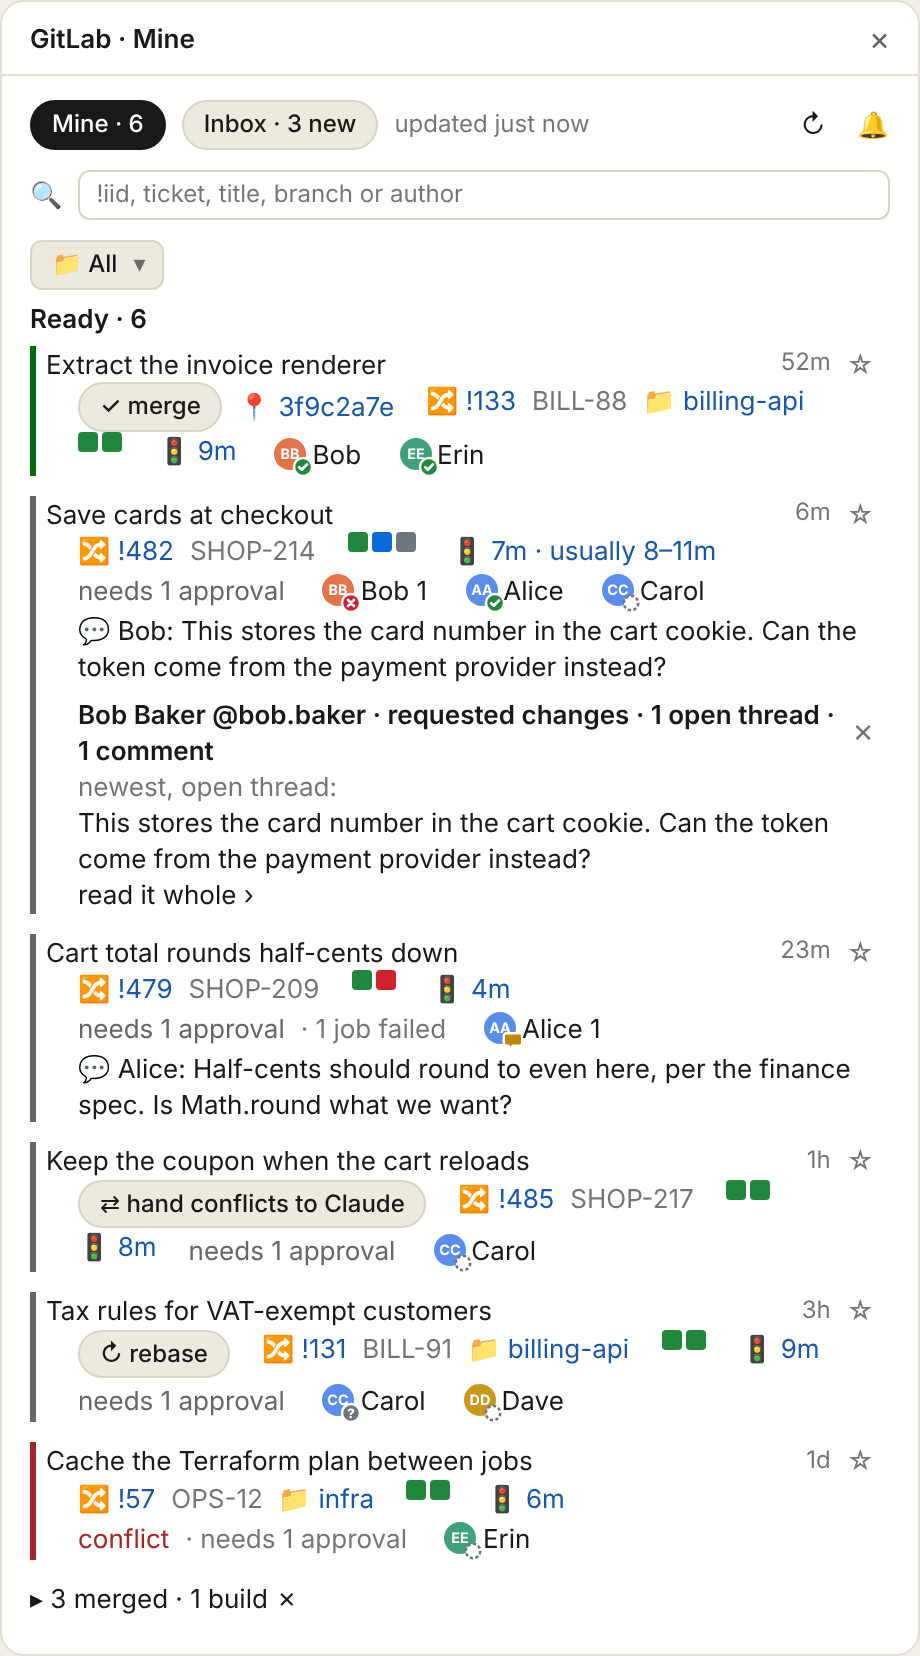 GitLab · Mine ×
Mine · 6 Inbox · 3 new updated just now ↻ 🔔
🔍 !iid, ticket, title, branch or author
📁 All ▾
Ready · 6
Extract the invoice renderer 52m ☆
✓ merge 📍 3f9c2a7e 🔀 !133 BILL-88 📁 billing-api
🚦 9m BB Bob EE Erin
Save cards at checkout 6m ☆
🔀 !482 SHOP-214 🚦 7m · usually 8–11m
needs 1 approval BB Bob 1 AA Alice CC Carol
💬 Bob: This stores the card number in the cart cookie. Can the
token come from the payment provider instead?
Bob Baker @bob.baker · requested changes · 1 open thread · ×
1 comment
newest, open thread:
This stores the card number in the cart cookie. Can the token
come from the payment provider instead?
read it whole ›
Cart total rounds half-cents down 23m ☆
🔀 !479 SHOP-209 🚦 4m
needs 1 approval · 1 job failed AA Alice 1
💬 Alice: Half-cents should round to even here, per the finance
spec. Is Math.round what we want?
Keep the coupon when the cart reloads 1h ☆
⇄ hand conflicts to Claude 🔀 !485 SHOP-217
🚦 8m needs 1 approval CC Carol
Tax rules for VAT-exempt customers 3h ☆
↻ rebase 🔀 !131 BILL-91 📁 billing-api 🚦 9m
needs 1 approval CC ? Carol DD Dave
Cache the Terraform plan between jobs 1d ☆
🔀 !57 OPS-12 📁 infra 🚦 6m
conflict · needs 1 approval EE Erin
▸ 3 merged · 1 build ×